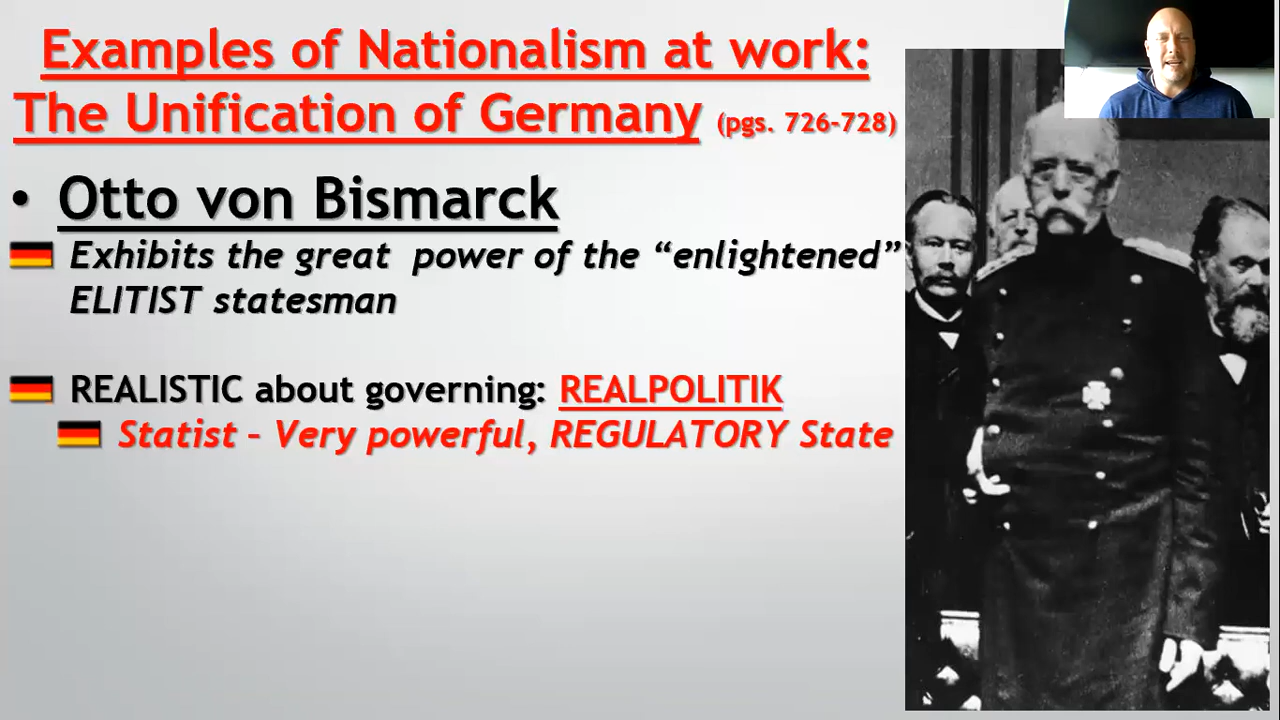 Examples of Nationalism at work:
The Unification of Germany (pgs. 726-728)
• Otto von Bismarck
Exhibits the great power of the “enlightened”
ELITIST statesman
REALISTIC about governing: REALPOLITIK
Statist – Very powerful, REGULATORY State